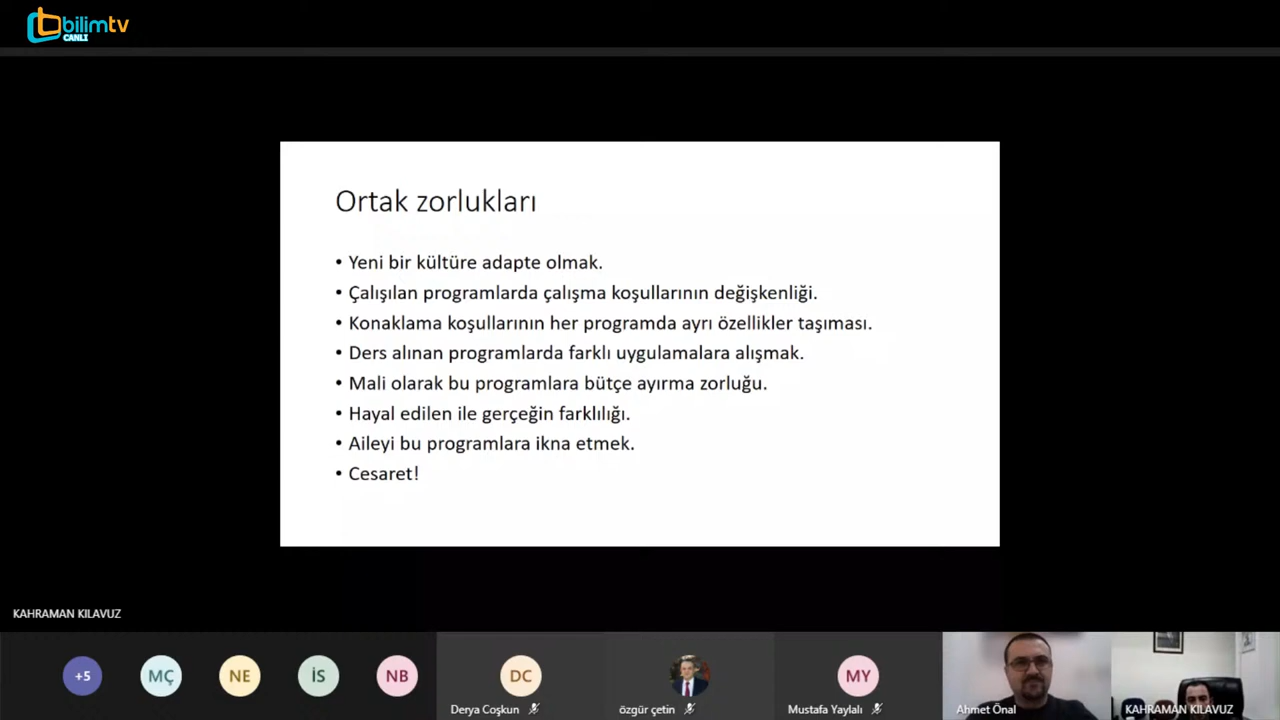 bilimtv
CANLI
Ortak zorlukları
• Yeni bir kültüre adapte olmak.
• Çalışılan programlarda çalışma koşullarının değişkenliği.
• Konaklama koşullarının her programda ayrı özellikler taşıması.
• Ders alınan programlarda farklı uygulamalara alışmak.
• Mali olarak bu programlara bütçe ayırma zorluğu.
• Hayal edilen ile gerçeğin farklılığı.
• Aileyi bu programlara ikna etmek.
• Cesaret!
KAHRAMAN KILAVUZ
+5 MÇ NE İS NB DC MY
Derya Coşkun özgür çetin Mustafa Yaylalı Ahmet Önal KAHRAMAN KILAVUZ